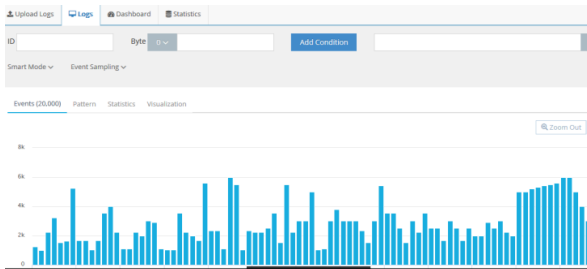 Upload Logs Logs Dashboard Statistics
ID Byte 0 Add Condition
Smart Mode Event Sampling
Events (20,000) Pattern Statistics Visualization
Zoom Out
8k
6k
4k
2k
0